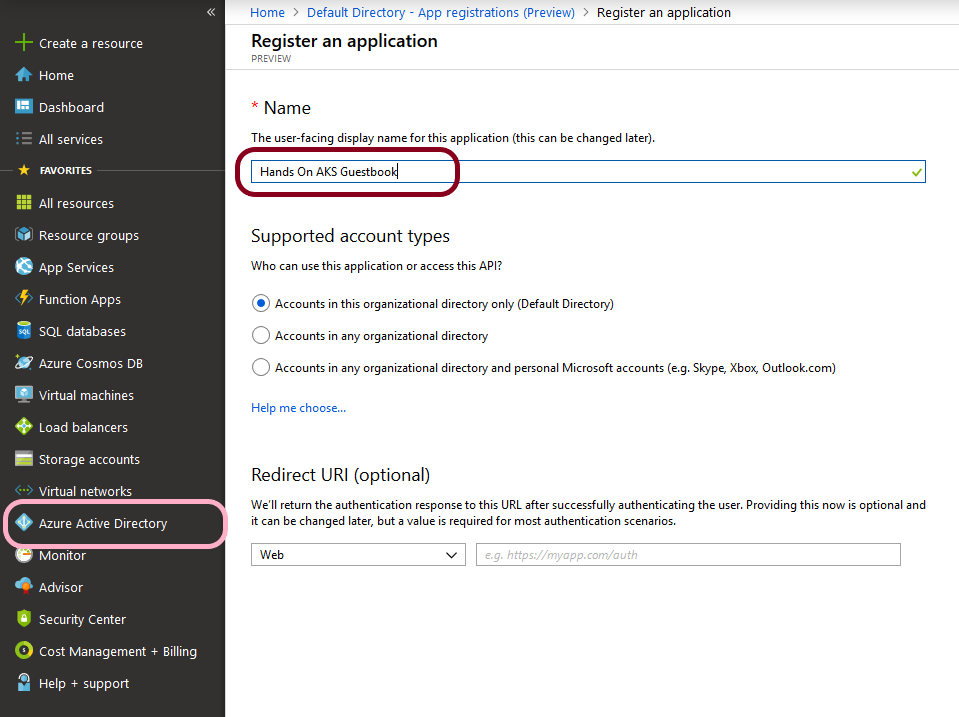 «
Create a resource
Home
Dashboard
All services
FAVORITES
All resources
Resource groups
App Services
Function Apps
SQL
SQL databases
Azure Cosmos DB
Virtual machines
Load balancers
Storage accounts
Virtual networks
Azure Active Directory
Monitor
Advisor
Security Center
$
Cost Management + Billing
Help + support
Home > Default Directory - App registrations (Preview) > Register an application
Register an application
PREVIEW
* Name
The user-facing display name for this application (this can be changed later).
Hands On AKS Guestbook
Supported account types
Who can use this application or access this API?
Accounts in this organizational directory only (Default Directory)
Accounts in any organizational directory
Accounts in any organizational directory and personal Microsoft accounts (e.g. Skype, Xbox, Outlook.com)
Help me choose...
Redirect URI (optional)
We'll return the authentication response to this URL after successfully authenticating the user. Providing this now is optional and
it can be changed later, but a value is required for most authentication scenarios.
Web
e.g. https://myapp.com/auth